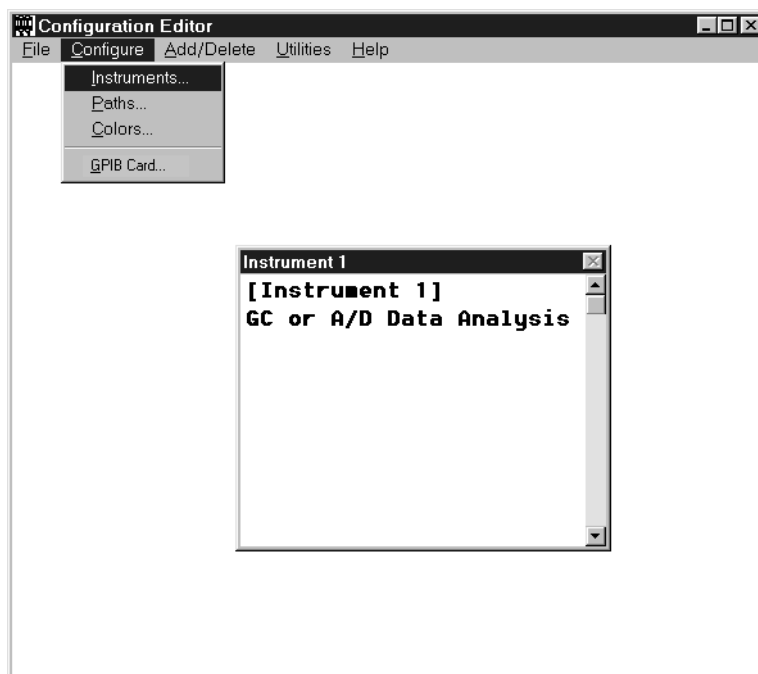 Configuration Editor
File Configure Add/Delete Utilities Help
Instruments...
Paths...
Colors...
GPIB Card...
Instrument 1
[Instrument 1]
GC or A/D Data Analysis